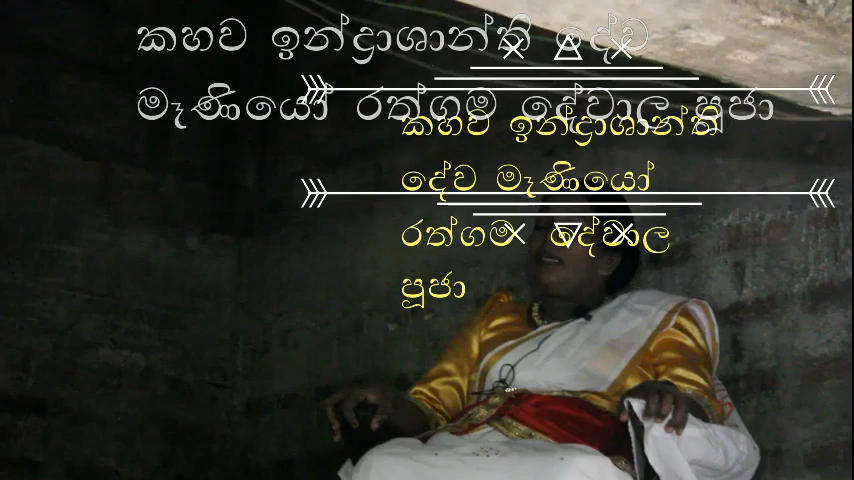 කහව ඉන්ද්‍රාශාන්ති දේව
මැණියෝ රත්ගම දේවාල පූජා
කහව ඉන්ද්‍රාශාන්ති
දේව මැණියෝ
රත්ගම දේවාල
පූජා